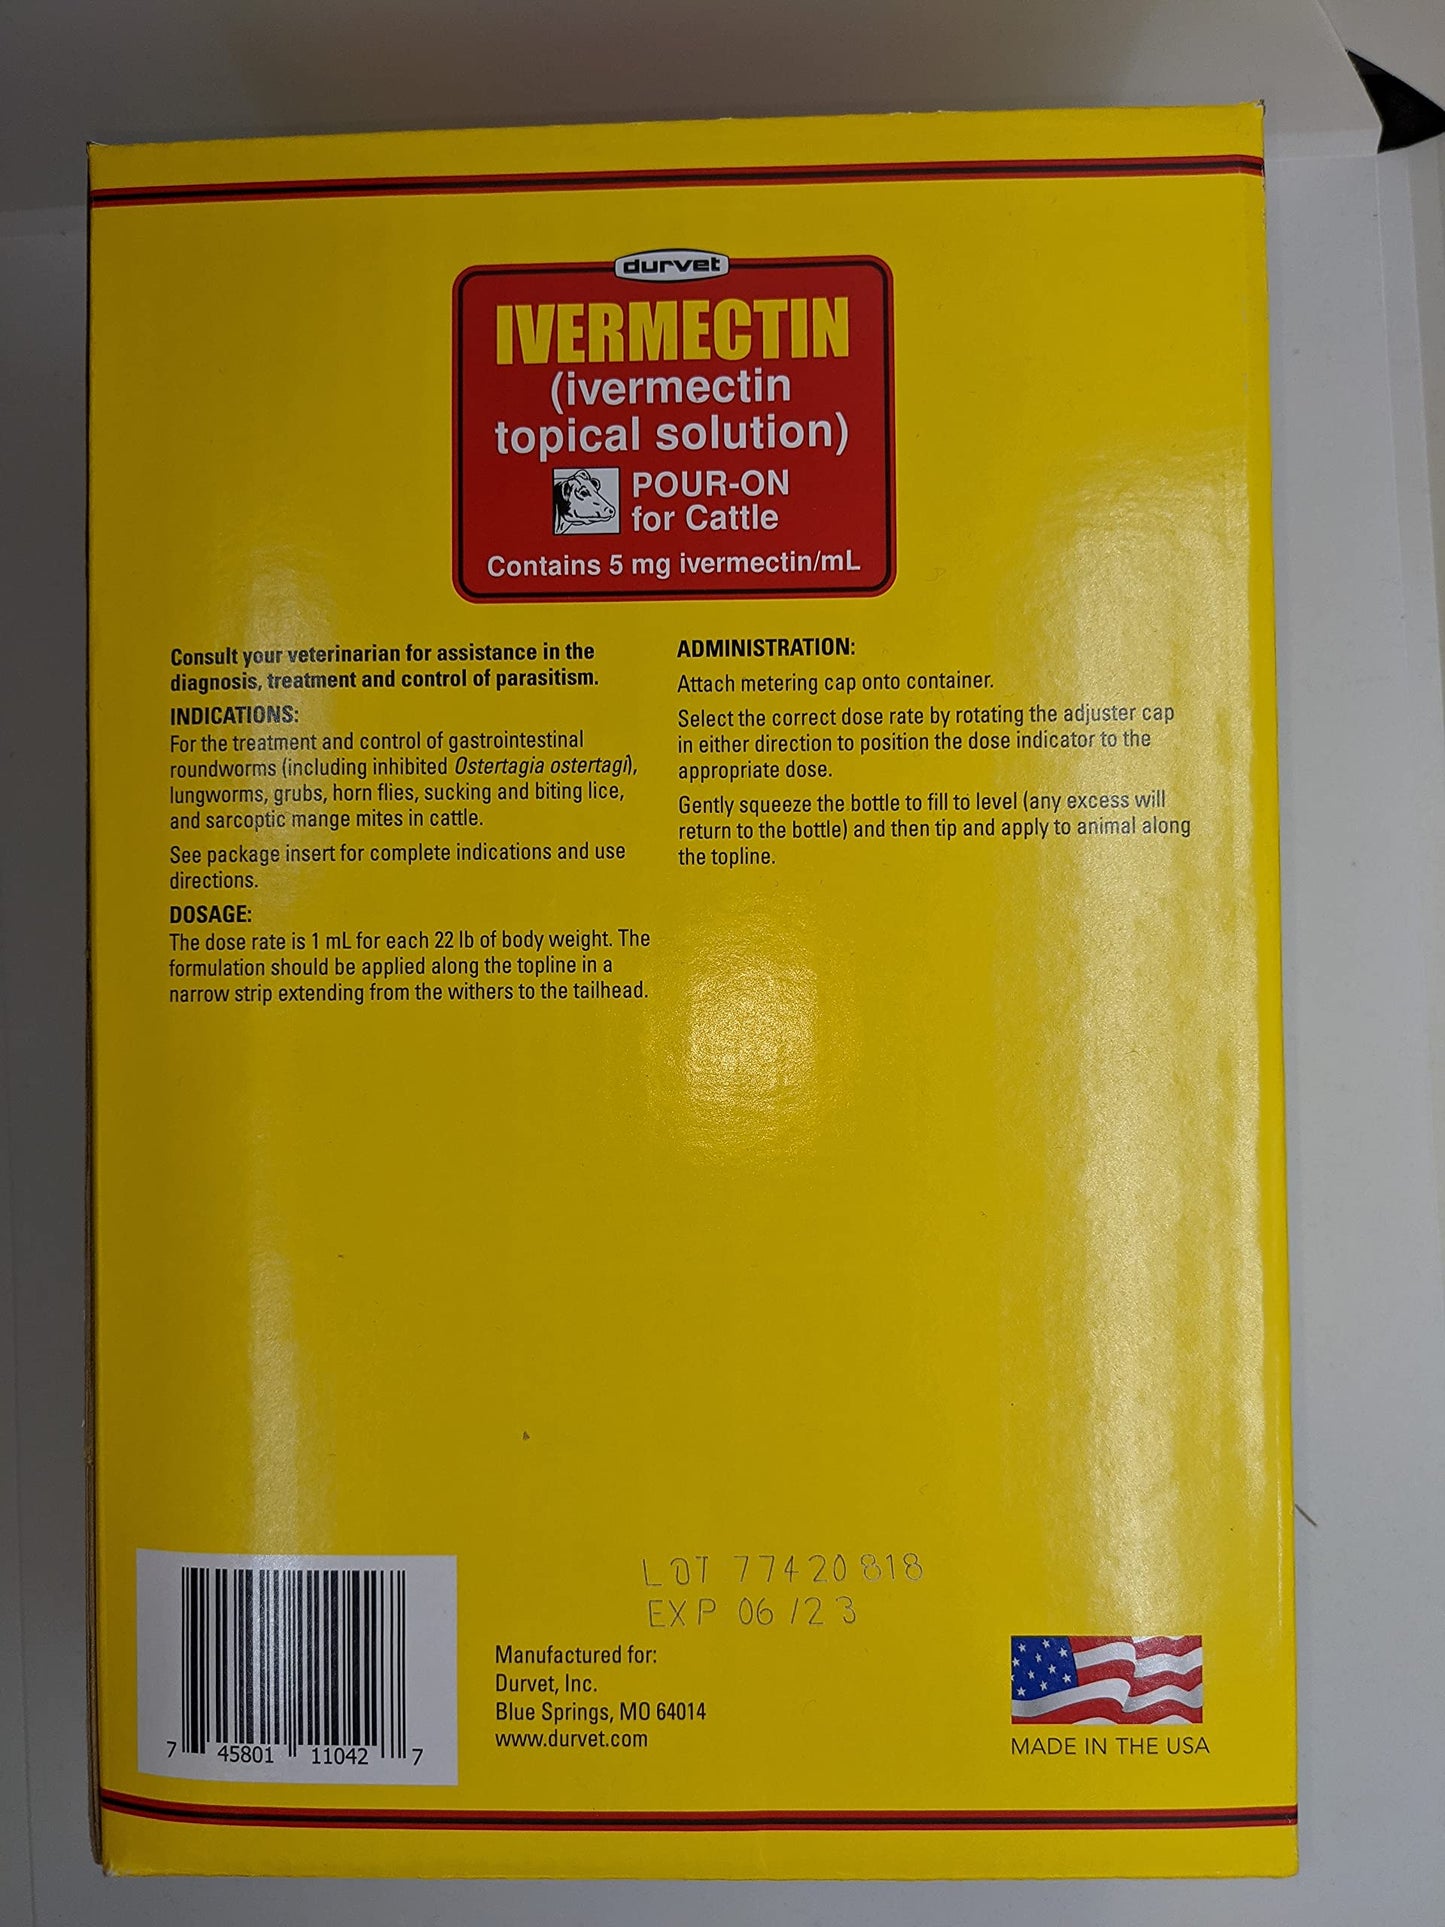 durvet
IVERMECTIN
(ivermectin
topical solution)
POUR-ON
for Cattle
Contains 5 mg ivermectin/mL
Consult your veterinarian for assistance in the
diagnosis, treatment and control of parasitism.
INDICATIONS:
For the treatment and control of gastrointestinal
roundworms (including inhibited Ostertagia ostertagi),
lungworms, grubs, horn flies, sucking and biting lice,
and sarcoptic mange mites in cattle.
See package insert for complete indications and use
directions.
DOSAGE:
The dose rate is 1 mL for each 22 lb of body weight. The
formulation should be applied along the topline in a
narrow strip extending from the withers to the tailhead.
ADMINISTRATION:
Attach metering cap onto container.
Select the correct dose rate by rotating the adjuster cap
in either direction to position the dose indicator to the
appropriate dose.
Gently squeeze the bottle to fill to level (any excess will
return to the bottle) and then tip and apply to animal along
the topline.
LOT 77420818
EXP 06/23
Manufactured for:
Durvet, Inc.
Blue Springs, MO 64014
www.durvet.com
7 45801 11042 7
MADE IN THE USA